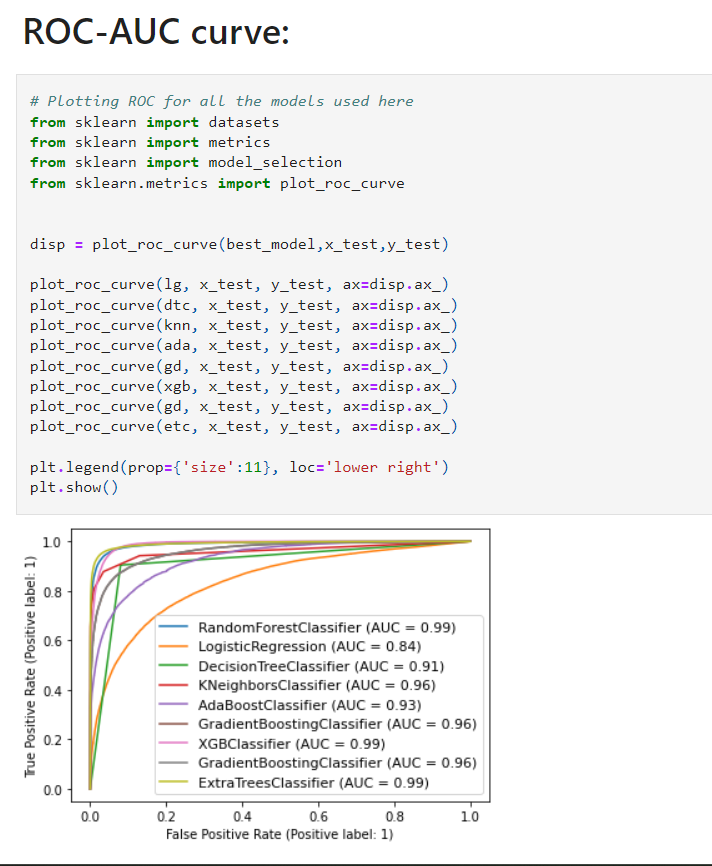 ROC-AUC curve:
# Plotting ROC for all the models used here
from sklearn import datasets
from sklearn import metrics
from sklearn import model_selection
from sklearn.metrics import plot_roc_curve
disp = plot_roc_curve(best_model,x_test,y_test)
plot_roc_curve(lg, x_test, y_test, ax=disp.ax_)
plot_roc_curve(dtc, x_test, y_test, ax=disp.ax_)
plot_roc_curve(knn, x_test, y_test, ax=disp.ax_)
plot_roc_curve(ada, x_test, y_test, ax=disp.ax_)
plot_roc_curve(gd, x_test, y_test, ax=disp.ax_)
plot_roc_curve(xgb, x_test, y_test, ax=disp.ax_)
plot_roc_curve(gd, x_test, y_test, ax=disp.ax_)
plot_roc_curve(etc, x_test, y_test, ax=disp.ax_)
plt.legend(prop={'size':11}, loc='lower right')
plt.show()
True Positive Rate (Positive label: 1)
1.0
0.8
0.6
0.4
0.2
0.0
RandomForestClassifier (AUC = 0.99)
LogisticRegression (AUC = 0.84)
DecisionTreeClassifier (AUC = 0.91)
KNeighborsClassifier (AUC = 0.96)
AdaBoostClassifier (AUC = 0.93)
GradientBoostingClassifier (AUC = 0.96)
XGBClassifier (AUC = 0.99)
GradientBoostingClassifier (AUC = 0.96)
ExtraTreesClassifier (AUC = 0.99)
0.0 0.2 0.4 0.6 0.8 1.0
False Positive Rate (Positive label: 1)